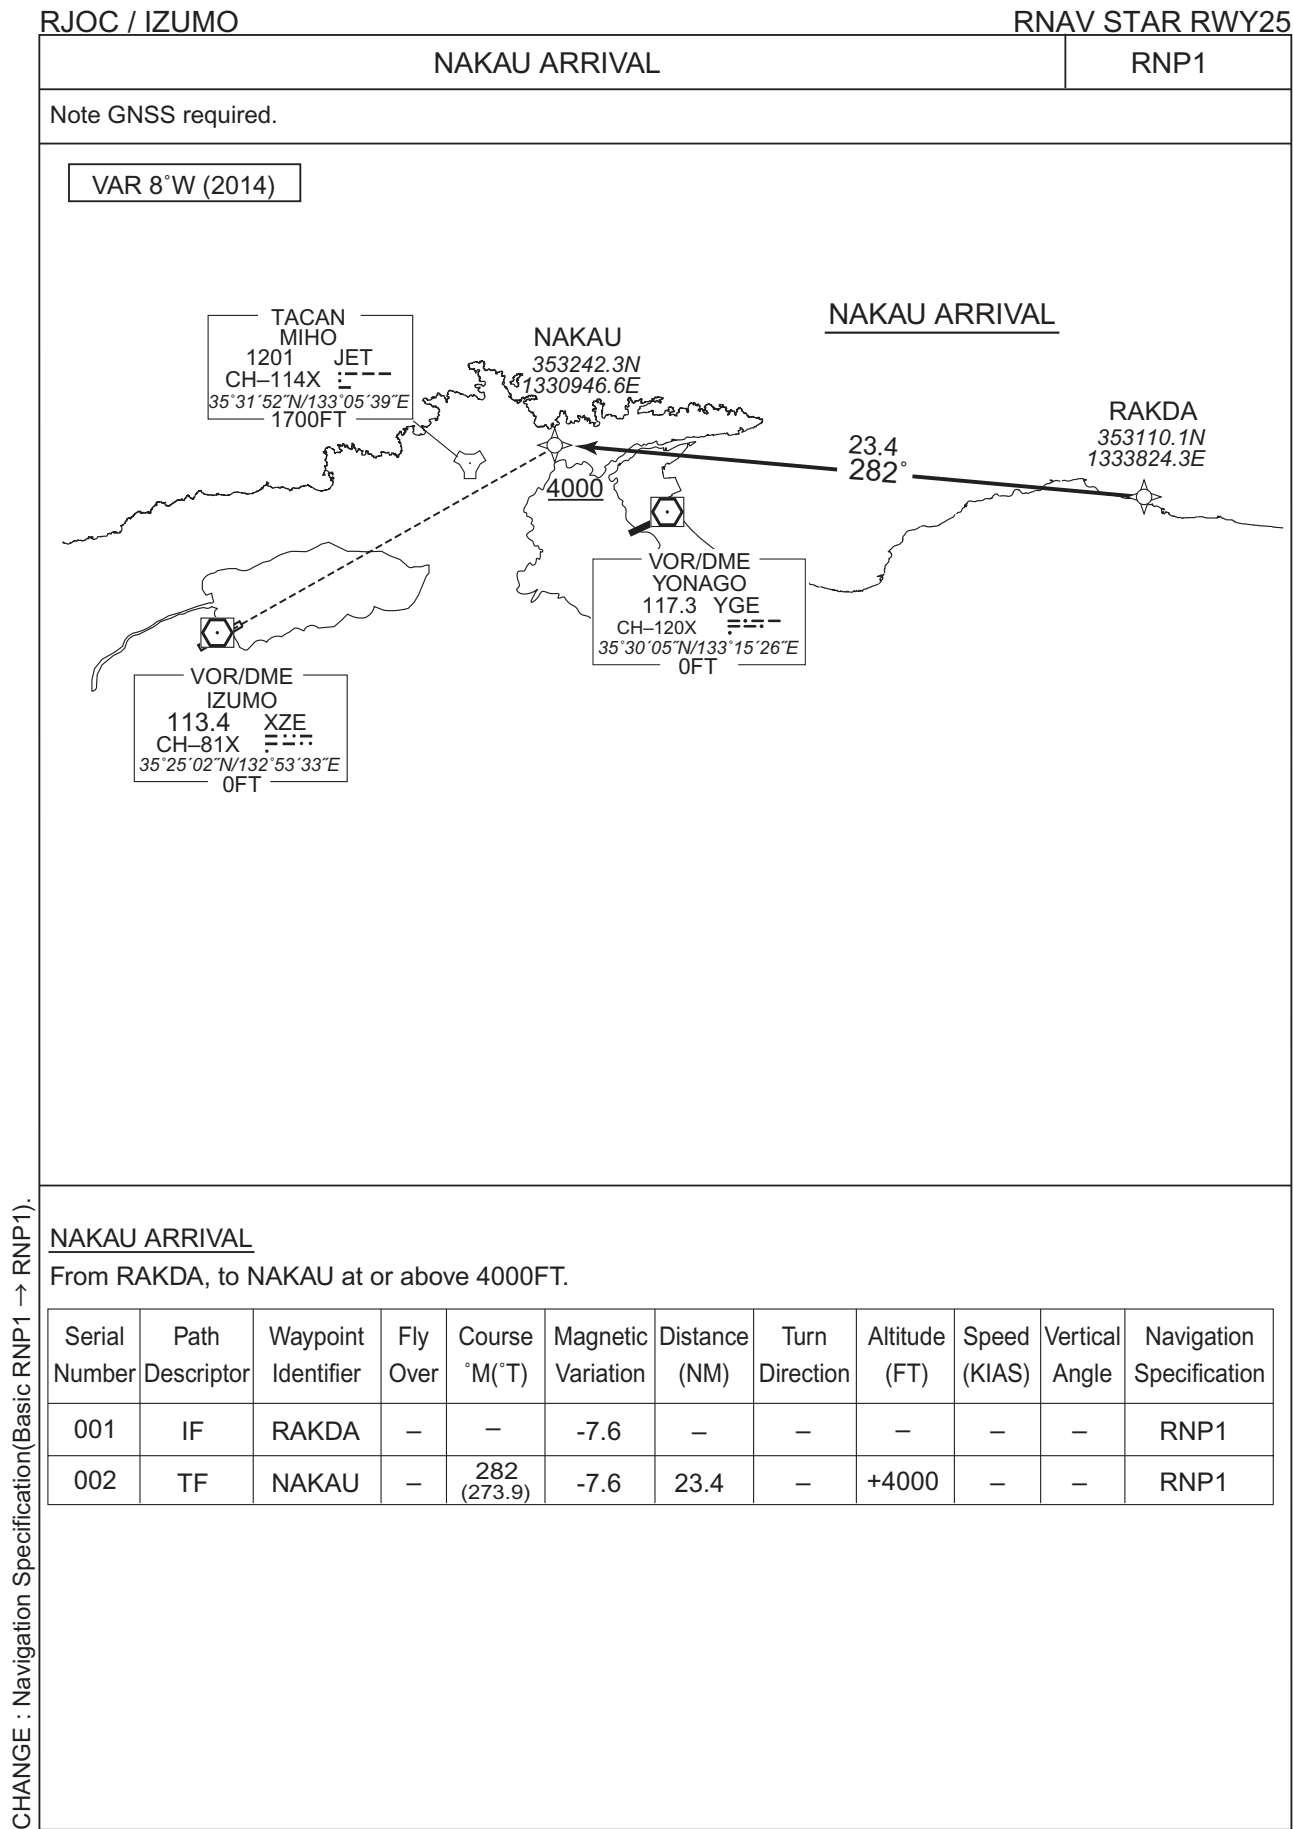 RJOC / IZUMO
RNAV STAR RWY25
NAKAU ARRIVAL
RNP1
Note GNSS required.
VAR 8˚W (2014)
NAKAU ARRIVAL
TACAN
MIHO
1201 JET
CH–114X
35˚31´52˝N/133˚05´39˝E
1700FT
NAKAU
353242.3N
1330946.6E
4000
23.4
282˚
RAKDA
353110.1N
1333824.3E
VOR/DME
YONAGO
117.3 YGE
CH–120X
35˚30´05˝N/133˚15´26˝E
0FT
VOR/DME
IZUMO
113.4 XZE
CH–81X
35˚25´02˝N/132˚53´33˝E
0FT
NAKAU ARRIVAL
From RAKDA, to NAKAU at or above 4000FT.
Serial Number Path Descriptor Waypoint Identifier Fly Over Course ˚M(˚T) Magnetic Variation Distance (NM) Turn Direction Altitude (FT) Speed (KIAS) Vertical Angle Navigation Specification
001 IF RAKDA – – -7.6 – – – – – RNP1
002 TF NAKAU – 282 (273.9) -7.6 23.4 – +4000 – – RNP1
CHANGE : Navigation Specification(Basic RNP1 → RNP1).